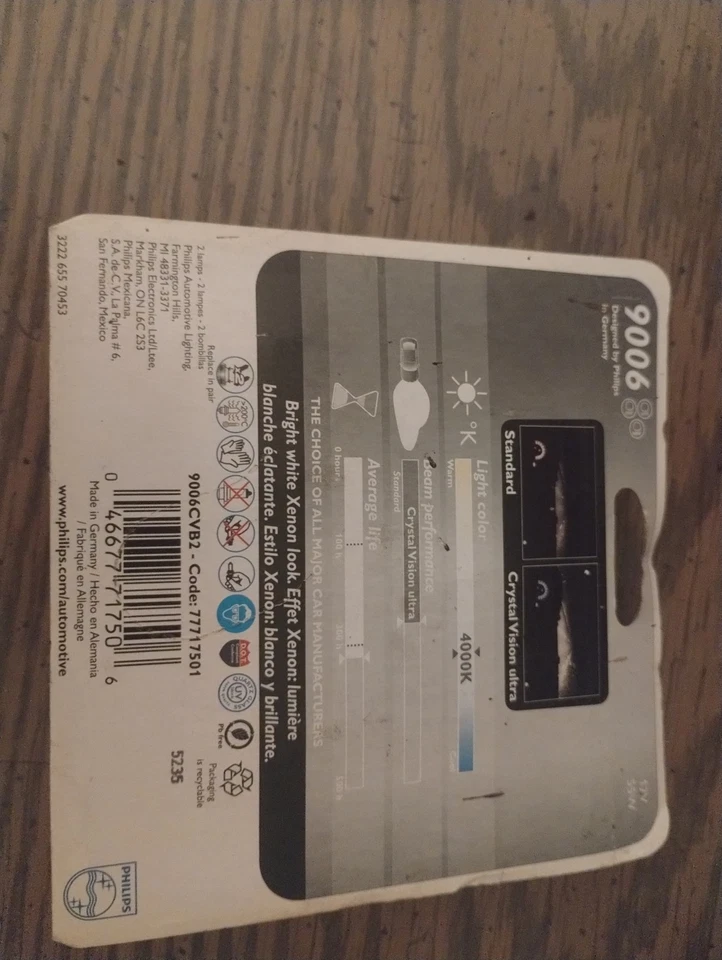 9006
Designed by Philips
in Germany
Standard
CrystalVision ultra
Light color
°K
Warm
4000K
Beam performance
CrystalVision ultra
Standard
Average life
0 hours
THE CHOICE OF ALL MAJOR CAR MANUFACTURERS
Bright white Xenon look. Effet Xenon: lumière
blanche éclatante. Estilo Xenón: blanco y brillante.
2 lamps - 2 lampes - 2 bombillas
Philips Automotive Lighting,
Farmington Hills,
MI 48331-3371
Philips Electronics Ltd/Ltee,
Markham, ON L6C 2S3
Philips Mexicana,
S.A. de C.V. La Palma # 6,
San Fernando, Mexico
3222 655 70453
Replace in pair
>200°C
D.O.T.
QUARTZ GLASS
UV
Pb free
Packaging
is recyclable
9006CVB2 - Code: 77717501
5235
0 46677 71750 6
Made in Germany / Hecho en Alemania
/ Fabriqué en Allemagne
www.philips.com/automotive
PHILIPS